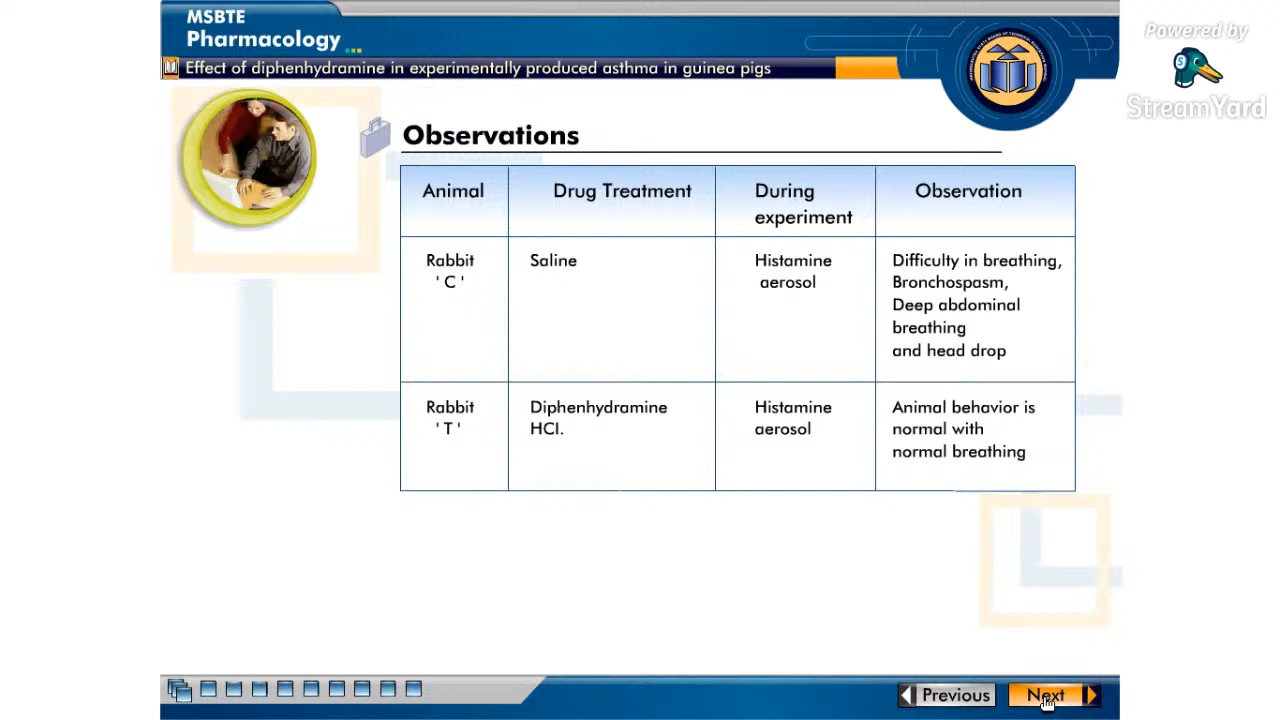 MSBTE
Pharmacology
Effect of diphenhydramine in experimentally produced asthma in guinea pigs
Powered by
StreamYard
Observations
Animal
Drug Treatment
During
experiment
Observation
Rabbit
' C '
Saline
Histamine
aerosol
Difficulty in breathing,
Bronchospasm,
Deep abdominal
breathing
and head drop
Rabbit
' T '
Diphenhydramine
HCl.
Histamine
aerosol
Animal behavior is
normal with
normal breathing
Previous
Next